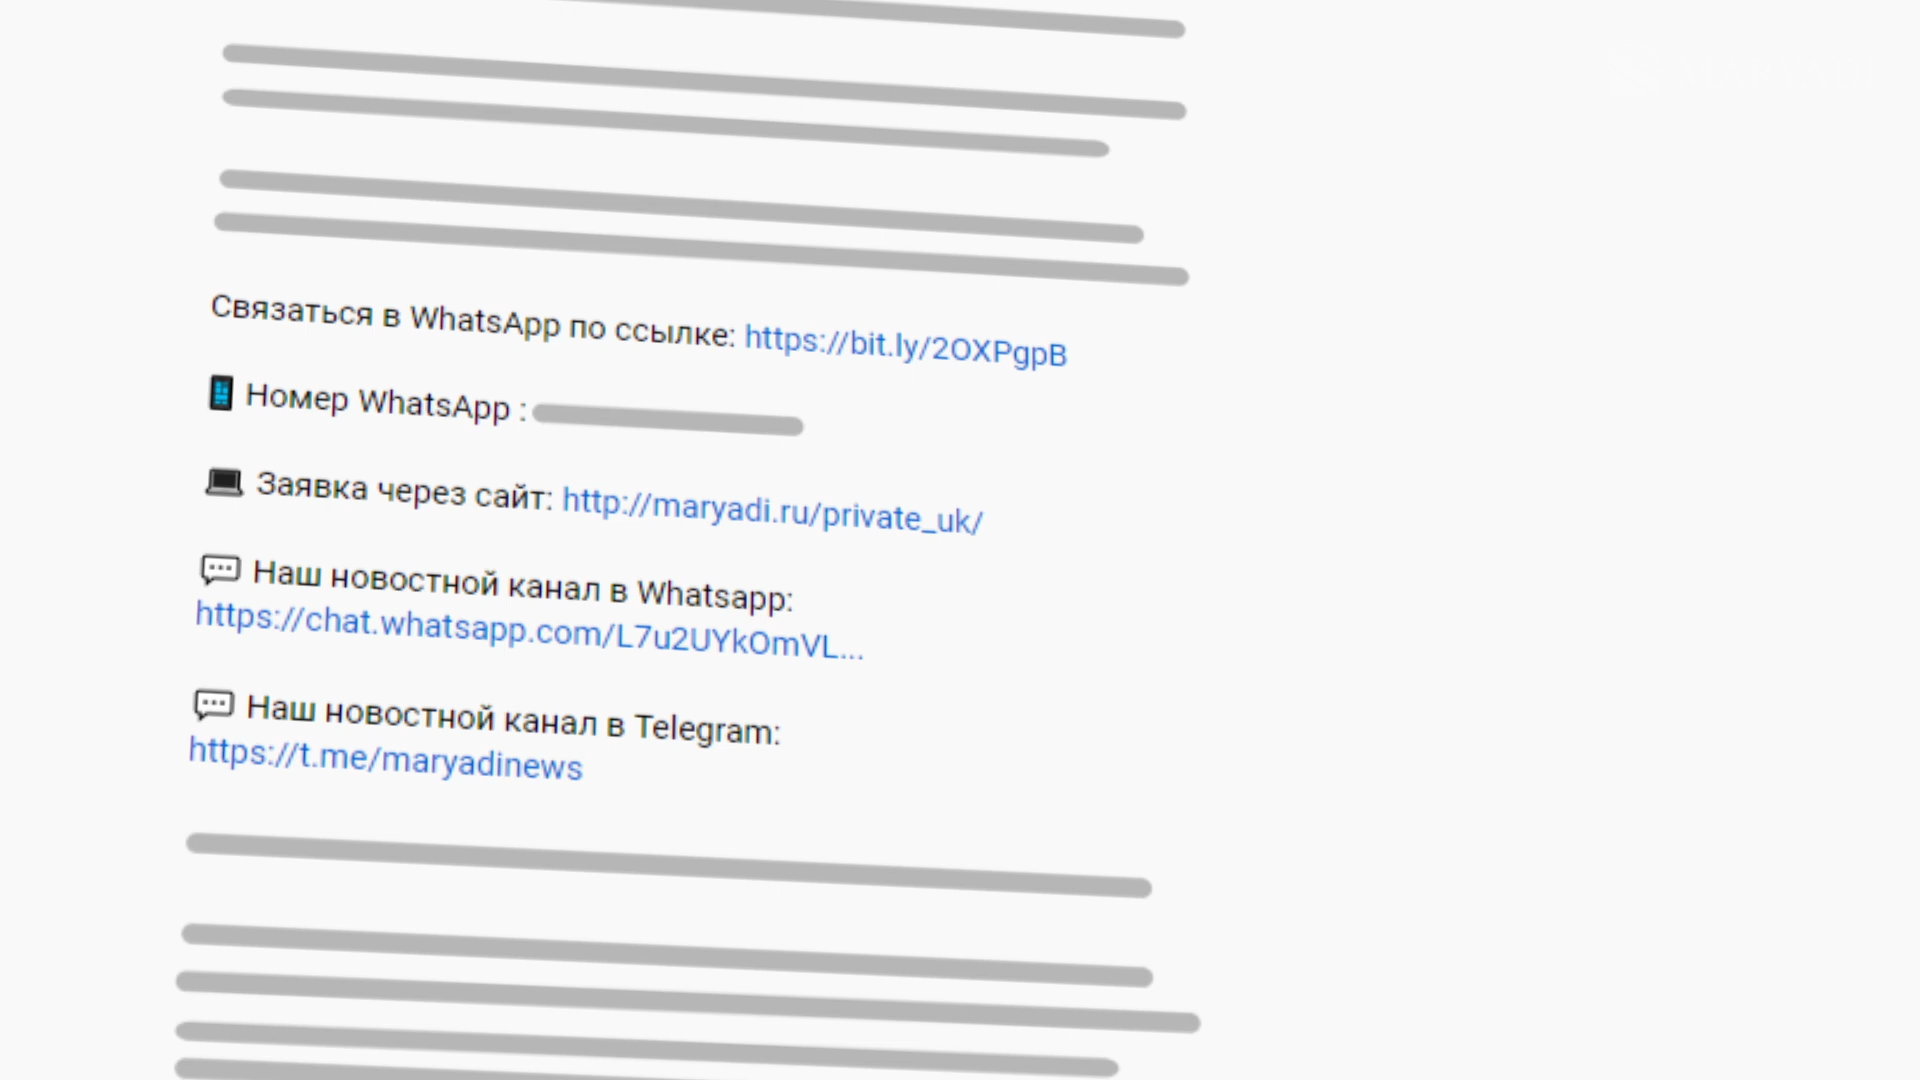 Связаться в WhatsApp по ссылке: https://bit.ly/2OXPgpB
Номер WhatsApp :
Заявка через сайт: http://maryadi.ru/private_uk/
Наш новостной канал в Whatsapp:
https://chat.whatsapp.com/L7u2UYkOmVL...
Наш новостной канал в Telegram:
https://t.me/maryadinews